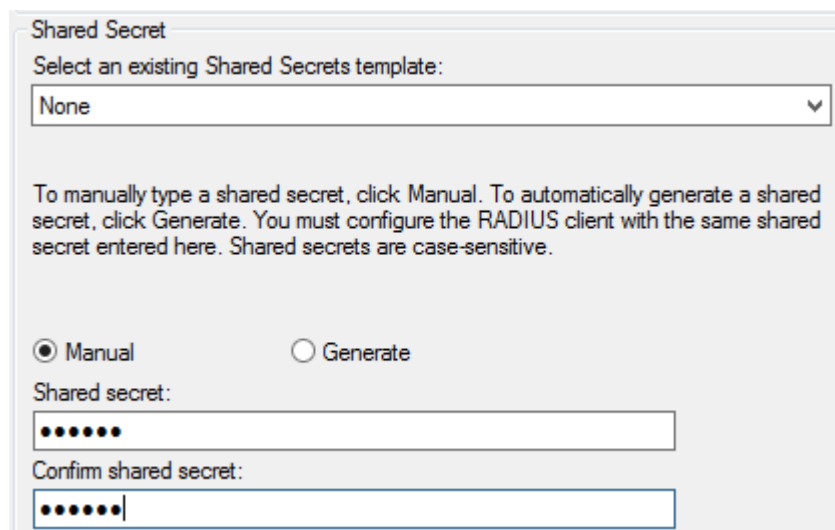 Shared Secret
Select an existing Shared Secrets template:
None
To manually type a shared secret, click Manual. To automatically generate a shared
secret, click Generate. You must configure the RADIUS client with the same shared
secret entered here. Shared secrets are case-sensitive.
Manual Generate
Shared secret:
••••••
Confirm shared secret:
••••••